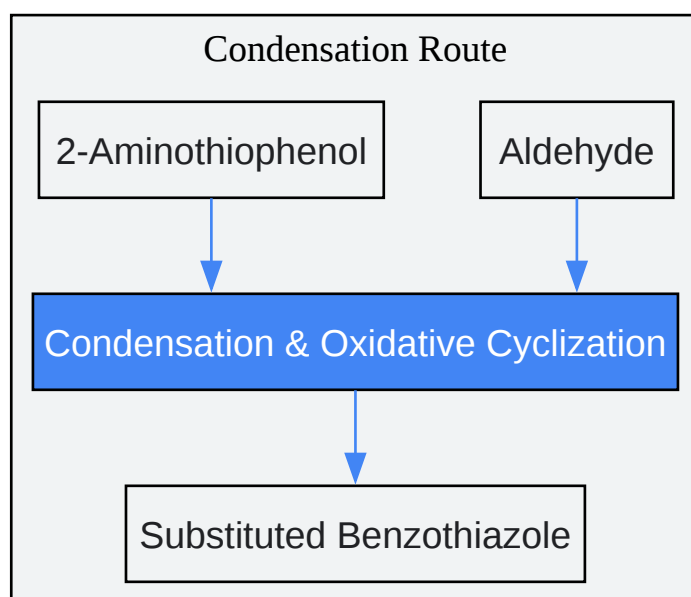 Condensation Route
2-Aminothiophenol
Aldehyde
Condensation & Oxidative Cyclization
Substituted Benzothiazole